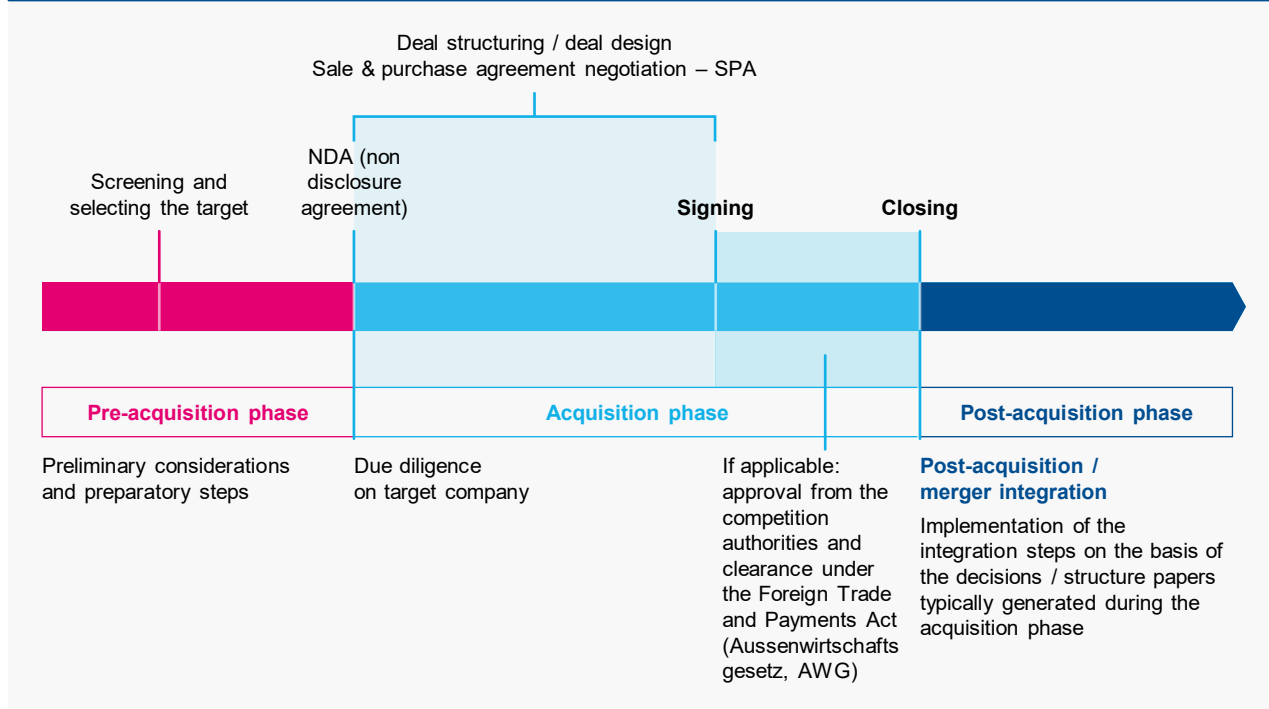 Deal structuring / deal design
Sale & purchase agreement negotiation – SPA
Screening and
selecting the target
NDA (non
disclosure
agreement)
Signing
Closing
Pre-acquisition phase
Acquisition phase
Post-acquisition phase
Preliminary considerations
and preparatory steps
Due diligence
on target company
If applicable:
approval from the
competition
authorities and
clearance under
the Foreign Trade
and Payments Act
(Aussenwirtschafts
gesetz, AWG)
Post-acquisition /
merger integration
Implementation of the
integration steps on the basis of
the decisions / structure papers
typically generated during the
acquisition phase